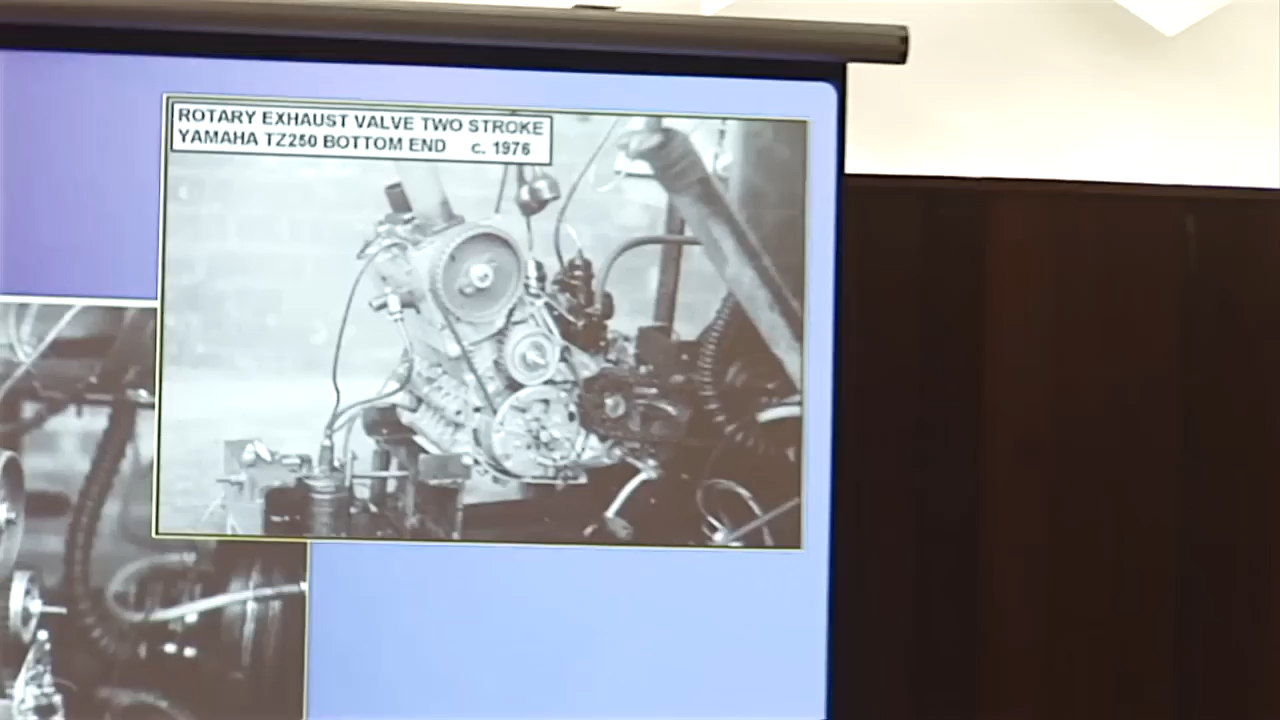 ROTARY EXHAUST VALVE TWO STROKE
YAMAHA TZ250 BOTTOM END c. 1976